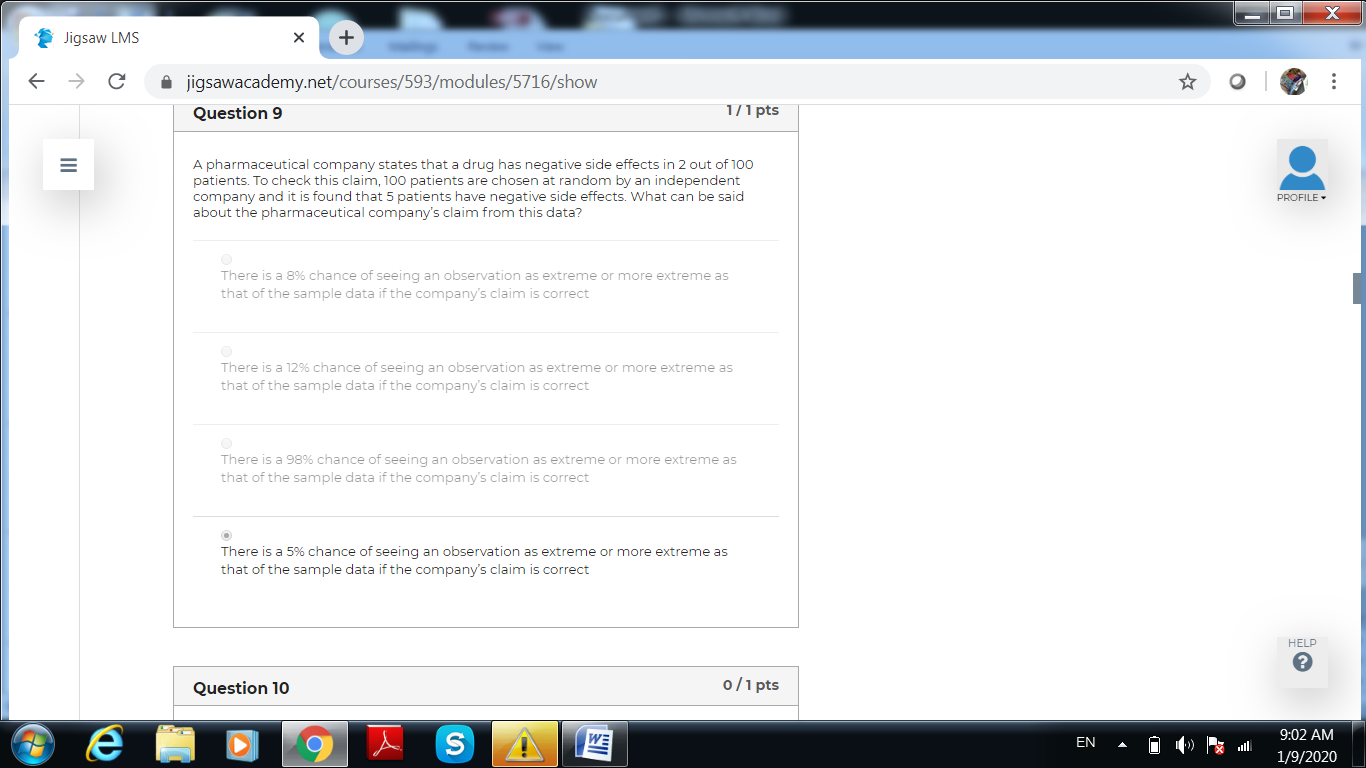 Jigsaw LMS
jigsawacademy.net/courses/593/modules/5716/show
Question 9
1 / 1 pts
A pharmaceutical company states that a drug has negative side effects in 2 out of 100
patients. To check this claim, 100 patients are chosen at random by an independent
company and it is found that 5 patients have negative side effects. What can be said
about the pharmaceutical company's claim from this data?
There is a 8% chance of seeing an observation as extreme or more extreme as
that of the sample data if the company's claim is correct
There is a 12% chance of seeing an observation as extreme or more extreme as
that of the sample data if the company's claim is correct
There is a 98% chance of seeing an observation as extreme or more extreme as
that of the sample data if the company's claim is correct
There is a 5% chance of seeing an observation as extreme or more extreme as
that of the sample data if the company's claim is correct
Question 10
0 / 1 pts
PROFILE
HELP
EN
9:02 AM
1/9/2020